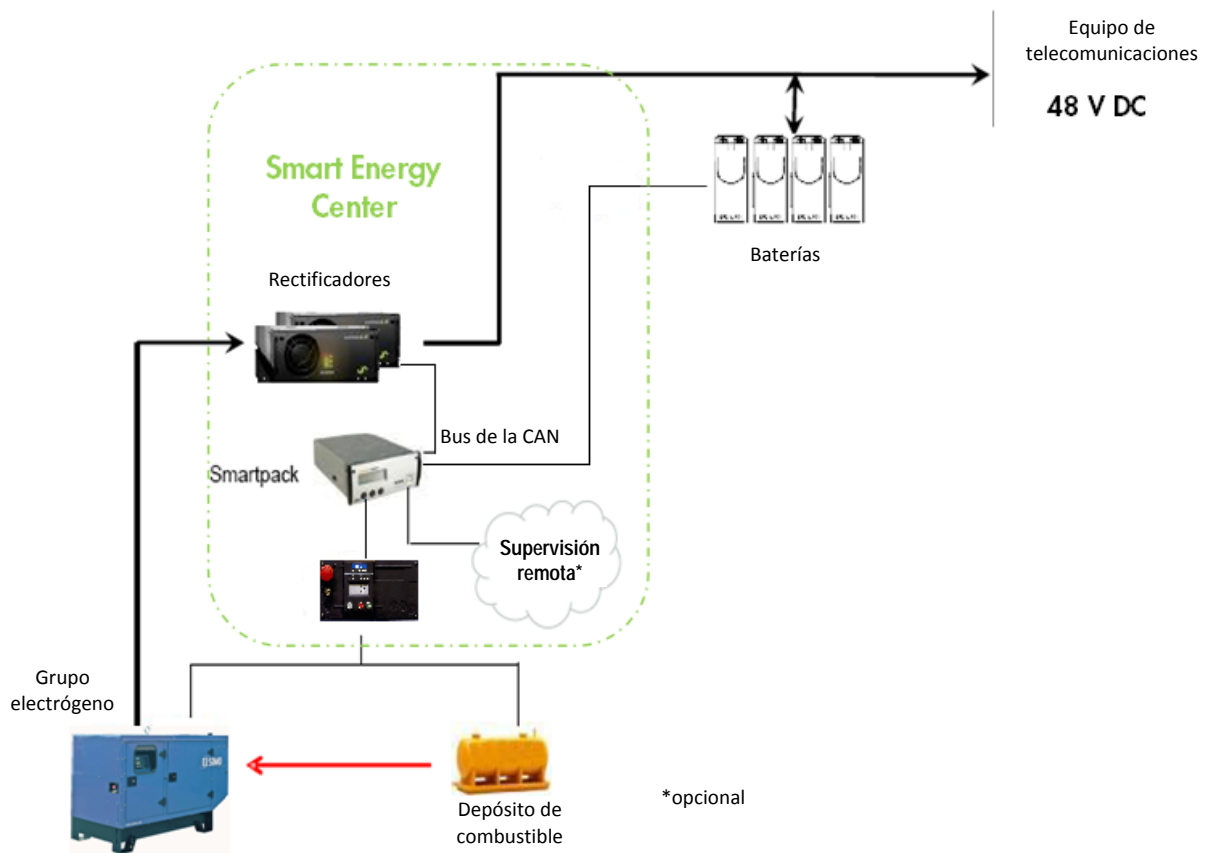 Equipo de
telecomunicaciones
48 V DC
Smart Energy
Center
Baterías
Rectificadores
Bus de la CAN
Smartpack
Supervisión
remota*
Grupo
electrógeno
SDMO
Depósito de
combustible
*opcional